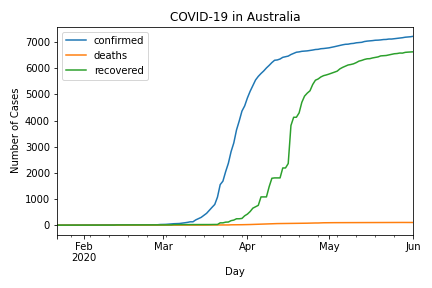 COVID-19 in Australia
confirmed
deaths
recovered
7000
6000
5000
4000
3000
2000
1000
0
Number of Cases
Feb
2020
Mar
Apr
May
Jun
Day